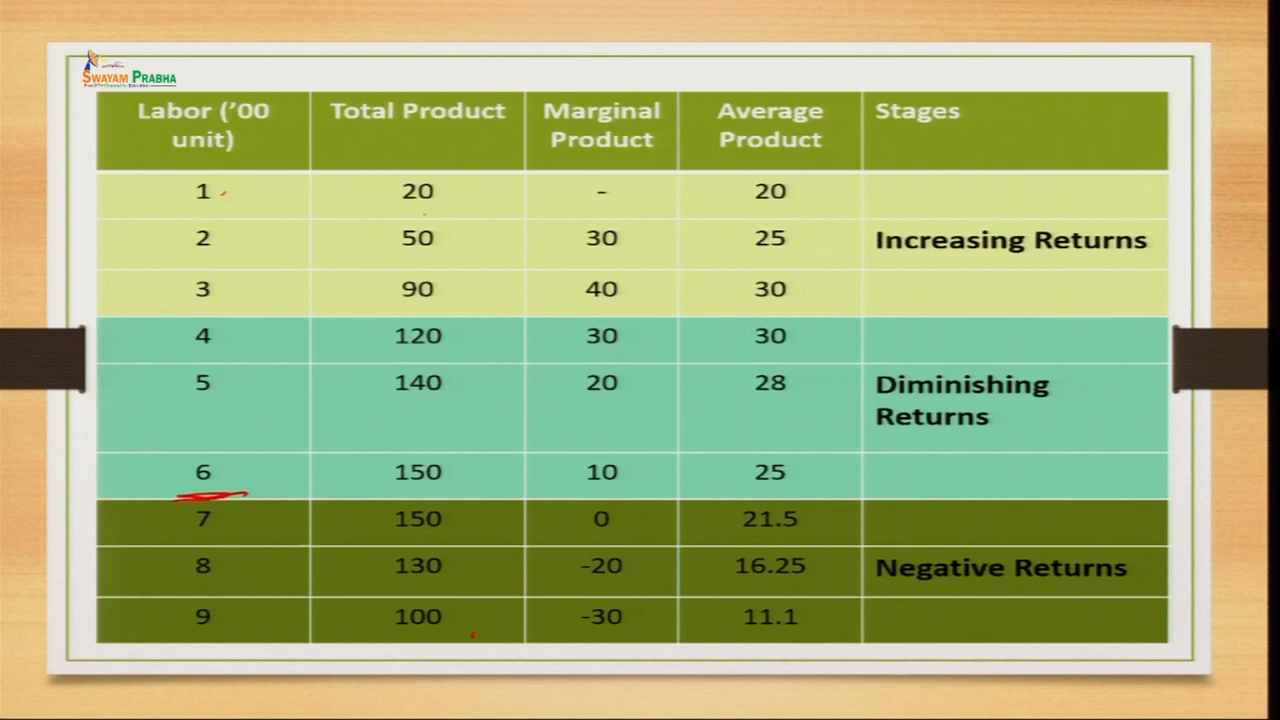 SWAYAM PRABHA
Labor ('00 unit) Total Product Marginal Product Average Product Stages
1 20 - 20
2 50 30 25 Increasing Returns
3 90 40 30
4 120 30 30
5 140 20 28 Diminishing Returns
6 150 10 25
7 150 0 21.5
8 130 -20 16.25 Negative Returns
9 100 -30 11.1